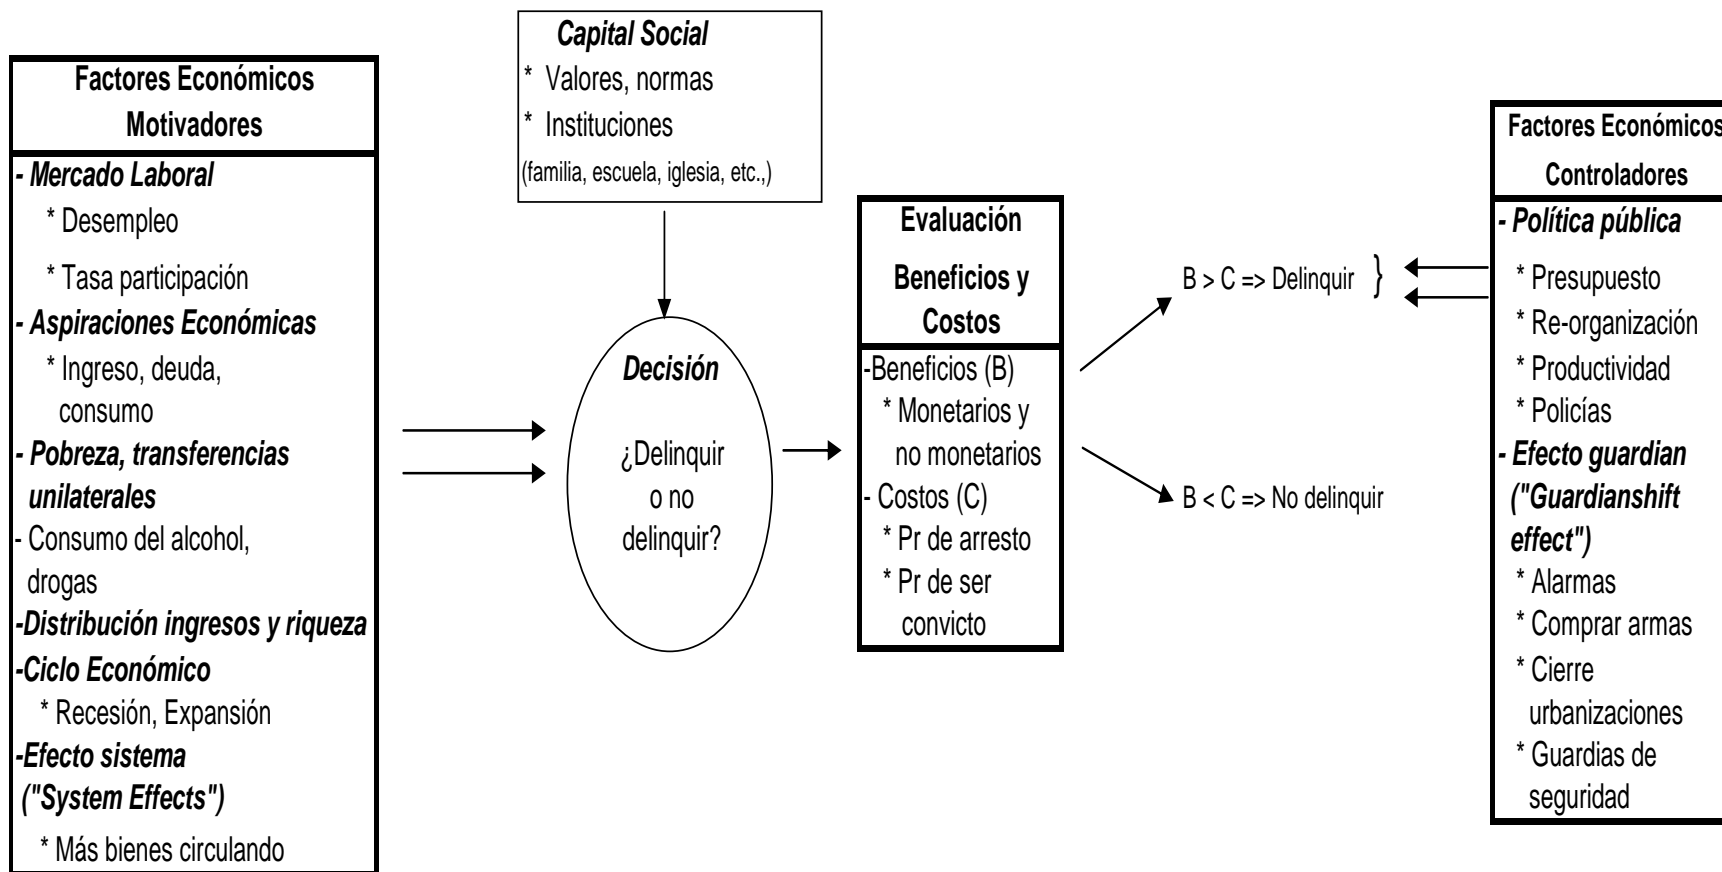 Factores Económicos
Motivadores
- Mercado Laboral
* Desempleo
* Tasa participación
- Aspiraciones Económicas
* Ingreso, deuda,
consumo
- Pobreza, transferencias
unilaterales
- Consumo del alcohol,
drogas
-Distribución ingresos y riqueza
-Ciclo Económico
* Recesión, Expansión
-Efecto sistema
("System Effects")
* Más bienes circulando
Capital Social
* Valores, normas
* Instituciones
(familia, escuela, iglesia, etc.,)
Decisión
¿Delinquir
o no
delinquir?
Evaluación
Beneficios y
Costos
-Beneficios (B)
* Monetarios y
no monetarios
- Costos (C)
* Pr de arresto
* Pr de ser
convicto
B > C => Delinquir }
B < C => No delinquir
Factores Económicos
Controladores
- Política pública
* Presupuesto
* Re-organización
* Productividad
* Policías
- Efecto guardian
("Guardianshift
effect")
* Alarmas
* Comprar armas
* Cierre
urbanizaciones
* Guardias de
seguridad